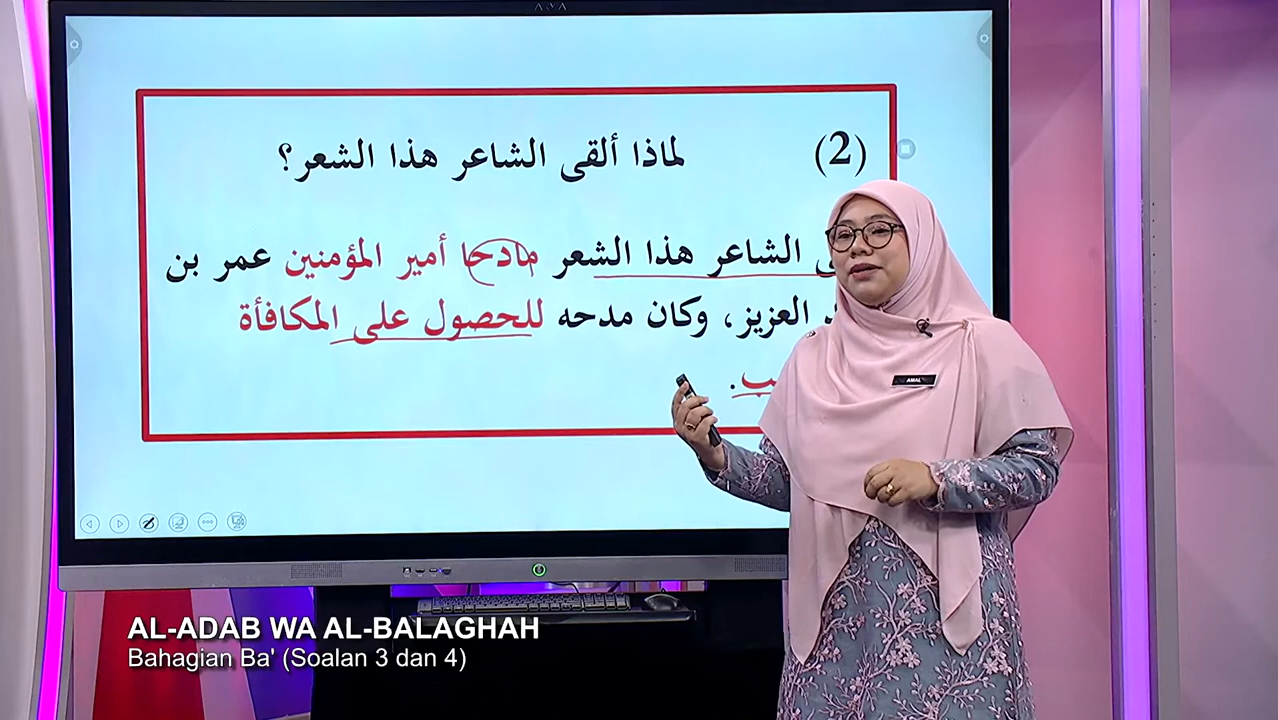 (2) لماذا ألقى الشاعر هذا الشعر؟
الشاعر هذا الشعر مادحا أمير المؤمنين عمر بن
العزيز، وكان مدحه للحصول على المكافأة
AMAL
AL-ADAB WA AL-BALAGHAH
Bahagian Ba' (Soalan 3 dan 4)